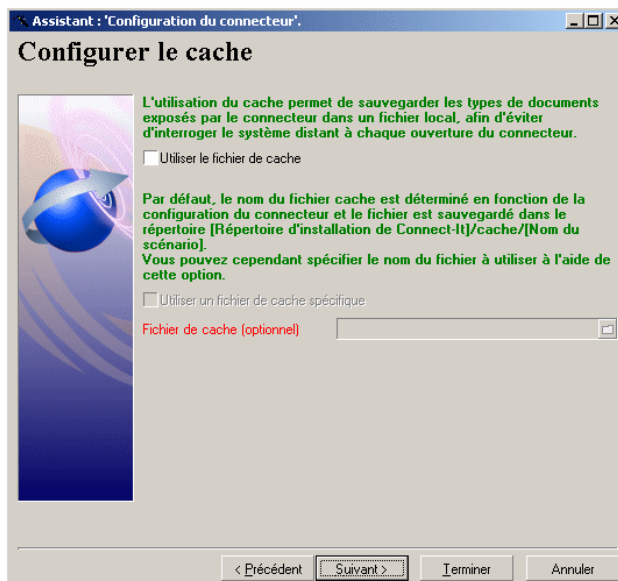 Assistant : 'Configuration du connecteur'.
Configurer le cache
L'utilisation du cache permet de sauvegarder les types de documents
exposés par le connecteur dans un fichier local, afin d'éviter
d'interroger le système distant à chaque ouverture du connecteur.
Utiliser le fichier de cache
Par défaut, le nom du fichier cache est déterminé en fonction de la
configuration du connecteur et le fichier est sauvegardé dans le
répertoire [Répertoire d'installation de Connect-It]/cache/[Nom du
scénario].
Vous pouvez cependant spécifier le nom du fichier à utiliser à l'aide de
cette option.
Utiliser un fichier de cache spécifique
Fichier de cache (optionnel)
< Précédent Suivant > Terminer Annuler